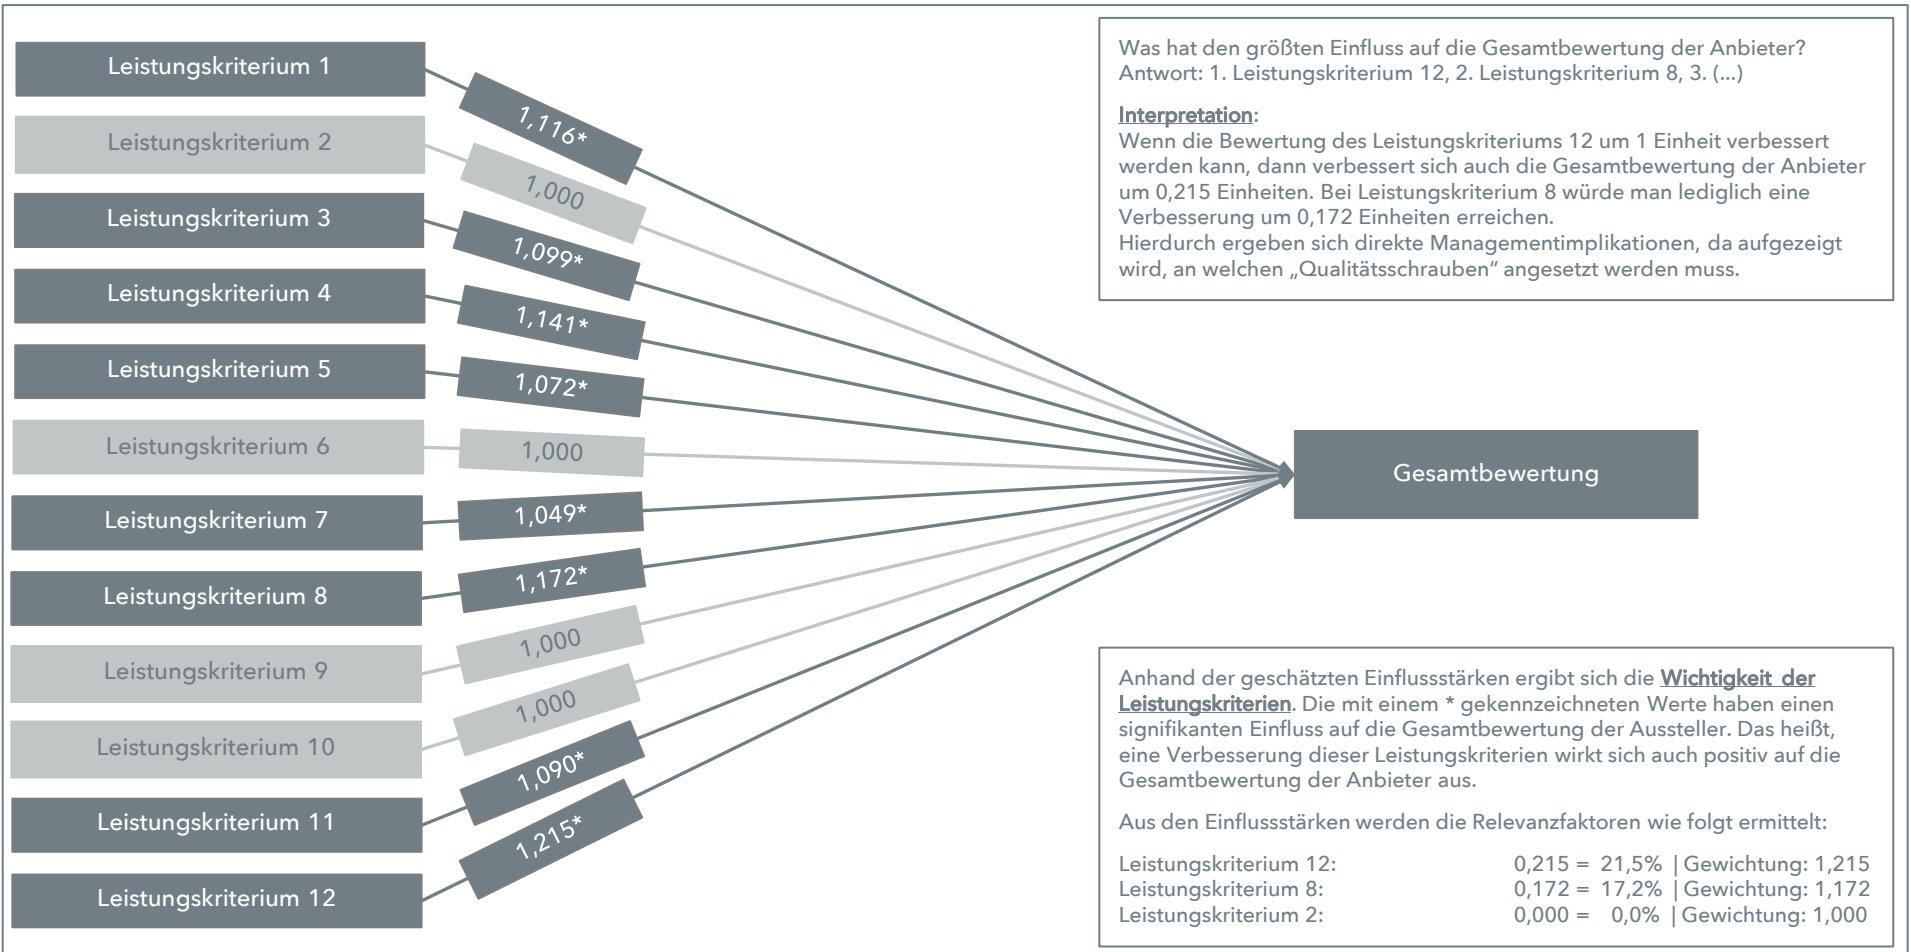 Leistungskriterium 1
1,116*
Leistungskriterium 2
1,000
Leistungskriterium 3
1,099*
Leistungskriterium 4
1,141*
Leistungskriterium 5
1,072*
Leistungskriterium 6
1,000
Leistungskriterium 7
1,049*
Leistungskriterium 8
1,172*
Leistungskriterium 9
1,000
Leistungskriterium 10
1,000
Leistungskriterium 11
1,090*
Leistungskriterium 12
1,215*
Gesamtbewertung
Was hat den größten Einfluss auf die Gesamtbewertung der Anbieter?
Antwort: 1. Leistungskriterium 12, 2. Leistungskriterium 8, 3. (...)
Interpretation:
Wenn die Bewertung des Leistungskriteriums 12 um 1 Einheit verbessert
werden kann, dann verbessert sich auch die Gesamtbewertung der Anbieter
um 0,215 Einheiten. Bei Leistungskriterium 8 würde man lediglich eine
Verbesserung um 0,172 Einheiten erreichen.
Hierdurch ergeben sich direkte Managementimplikationen, da aufgezeigt
wird, an welchen „Qualitätsschrauben“ angesetzt werden muss.
Anhand der geschätzten Einflussstärken ergibt sich die Wichtigkeit der
Leistungskriterien. Die mit einem * gekennzeichneten Werte haben einen
signifikanten Einfluss auf die Gesamtbewertung der Aussteller. Das heißt,
eine Verbesserung dieser Leistungskriterien wirkt sich auch positiv auf die
Gesamtbewertung der Anbieter aus.
Aus den Einflussstärken werden die Relevanzfaktoren wie folgt ermittelt:
Leistungskriterium 12: 0,215 = 21,5% | Gewichtung: 1,215
Leistungskriterium 8: 0,172 = 17,2% | Gewichtung: 1,172
Leistungskriterium 2: 0,000 = 0,0% | Gewichtung: 1,000